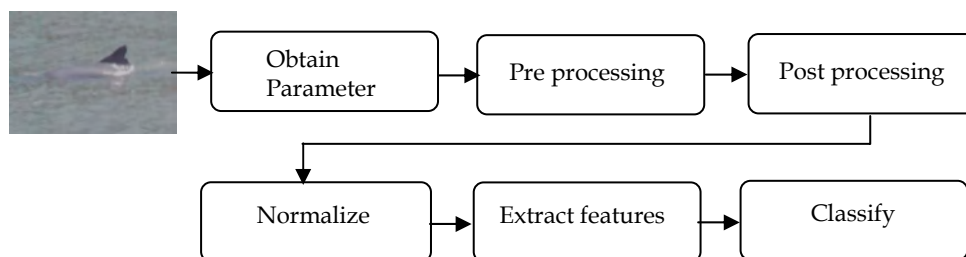 Obtain
Parameter
Pre processing
Post processing
Normalize
Extract features
Classify